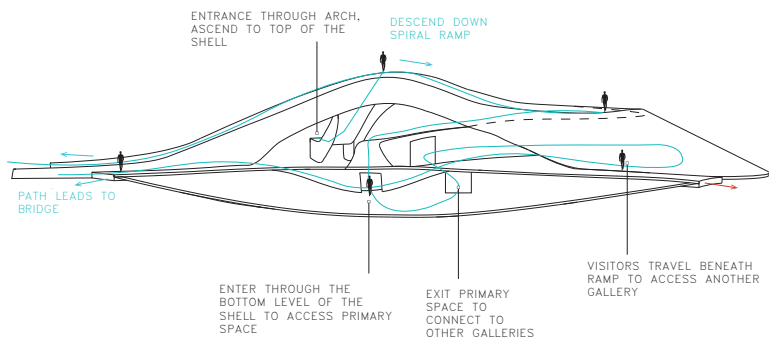 ENTRANCE THROUGH ARCH,
ASCEND TO TOP OF THE
SHELL
DESCEND DOWN
SPIRAL RAMP
PATH LEADS TO
BRIDGE
ENTER THROUGH THE
BOTTOM LEVEL OF THE
SHELL TO ACCESS PRIMARY
SPACE
EXIT PRIMARY
SPACE TO
CONNECT TO
OTHER GALLERIES
VISITORS TRAVEL BENEATH
RAMP TO ACCESS ANOTHER
GALLERY